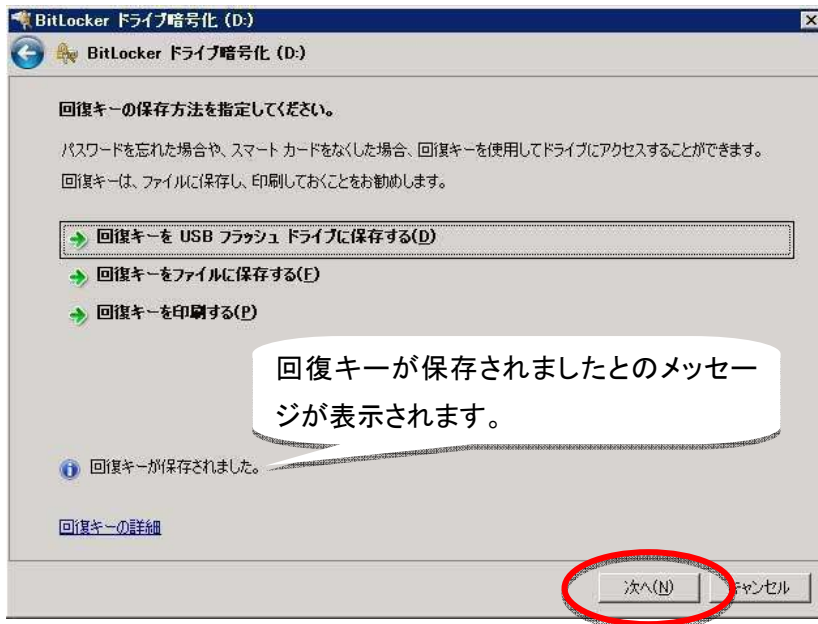 BitLocker ドライブ暗号化 (D:)
BitLocker ドライブ暗号化 (D:)
回復キーの保存方法を指定してください。
パスワードを忘れた場合や、スマート カードをなくした場合、回復キーを使用してドライブにアクセスすることができます。
回復キーは、ファイルに保存し、印刷しておくことをお勧めします。
回復キーを USB フラッシュ ドライブに保存する(D)
回復キーをファイルに保存する(F)
回復キーを印刷する(P)
回復キーが保存されましたとのメッセー
ジが表示されます。
回復キーが保存されました。
回復キーの詳細
次へ(N)
キャンセル